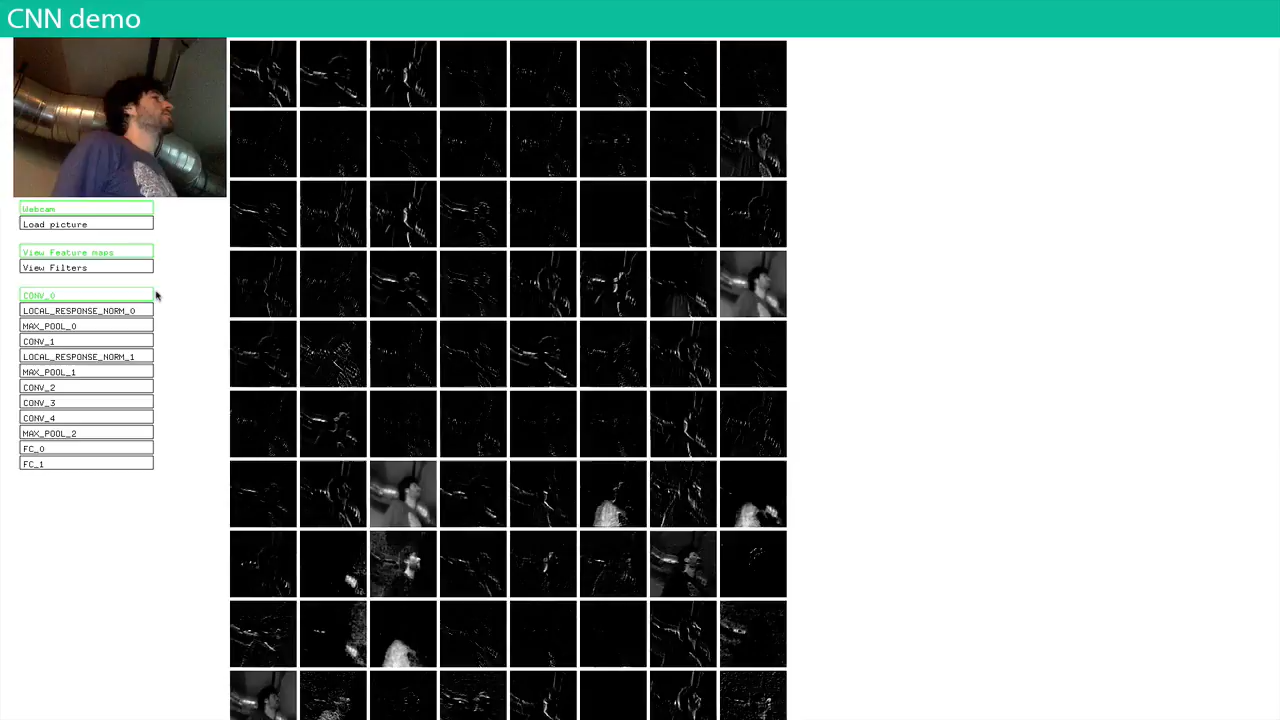 CNN demo
Webcam
Load picture
View Feature maps
View Filters
CONV_0
LOCAL_RESPONSE_NORM_0
MAX_POOL_0
CONV_1
LOCAL_RESPONSE_NORM_1
MAX_POOL_1
CONV_2
CONV_3
CONV_4
MAX_POOL_2
FC_0
FC_1